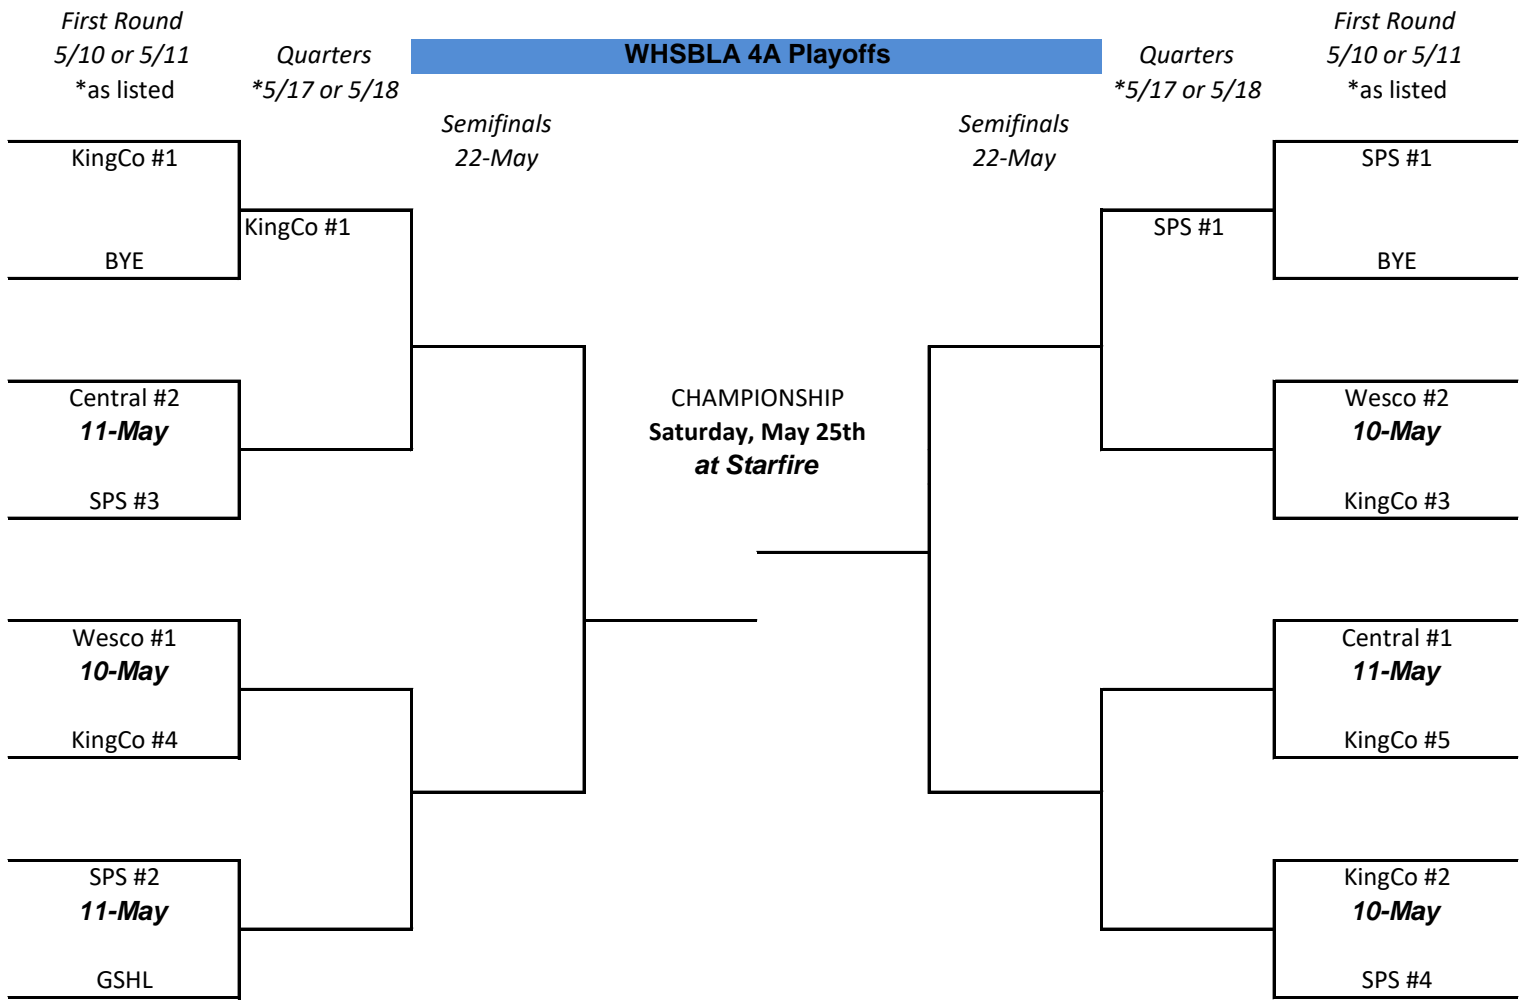 First Round
5/10 or 5/11
*as listed
Quarters
*5/17 or 5/18
WHSBLA 4A Playoffs
Quarters
*5/17 or 5/18
First Round
5/10 or 5/11
*as listed
Semifinals
22-May
Semifinals
22-May
KingCo #1
BYE
KingCo #1
Central #2
11-May
SPS #3
Wesco #1
10-May
KingCo #4
SPS #2
11-May
GSHL
CHAMPIONSHIP
Saturday, May 25th
at Starfire
SPS #1
SPS #1
BYE
Wesco #2
10-May
KingCo #3
Central #1
11-May
KingCo #5
KingCo #2
10-May
SPS #4